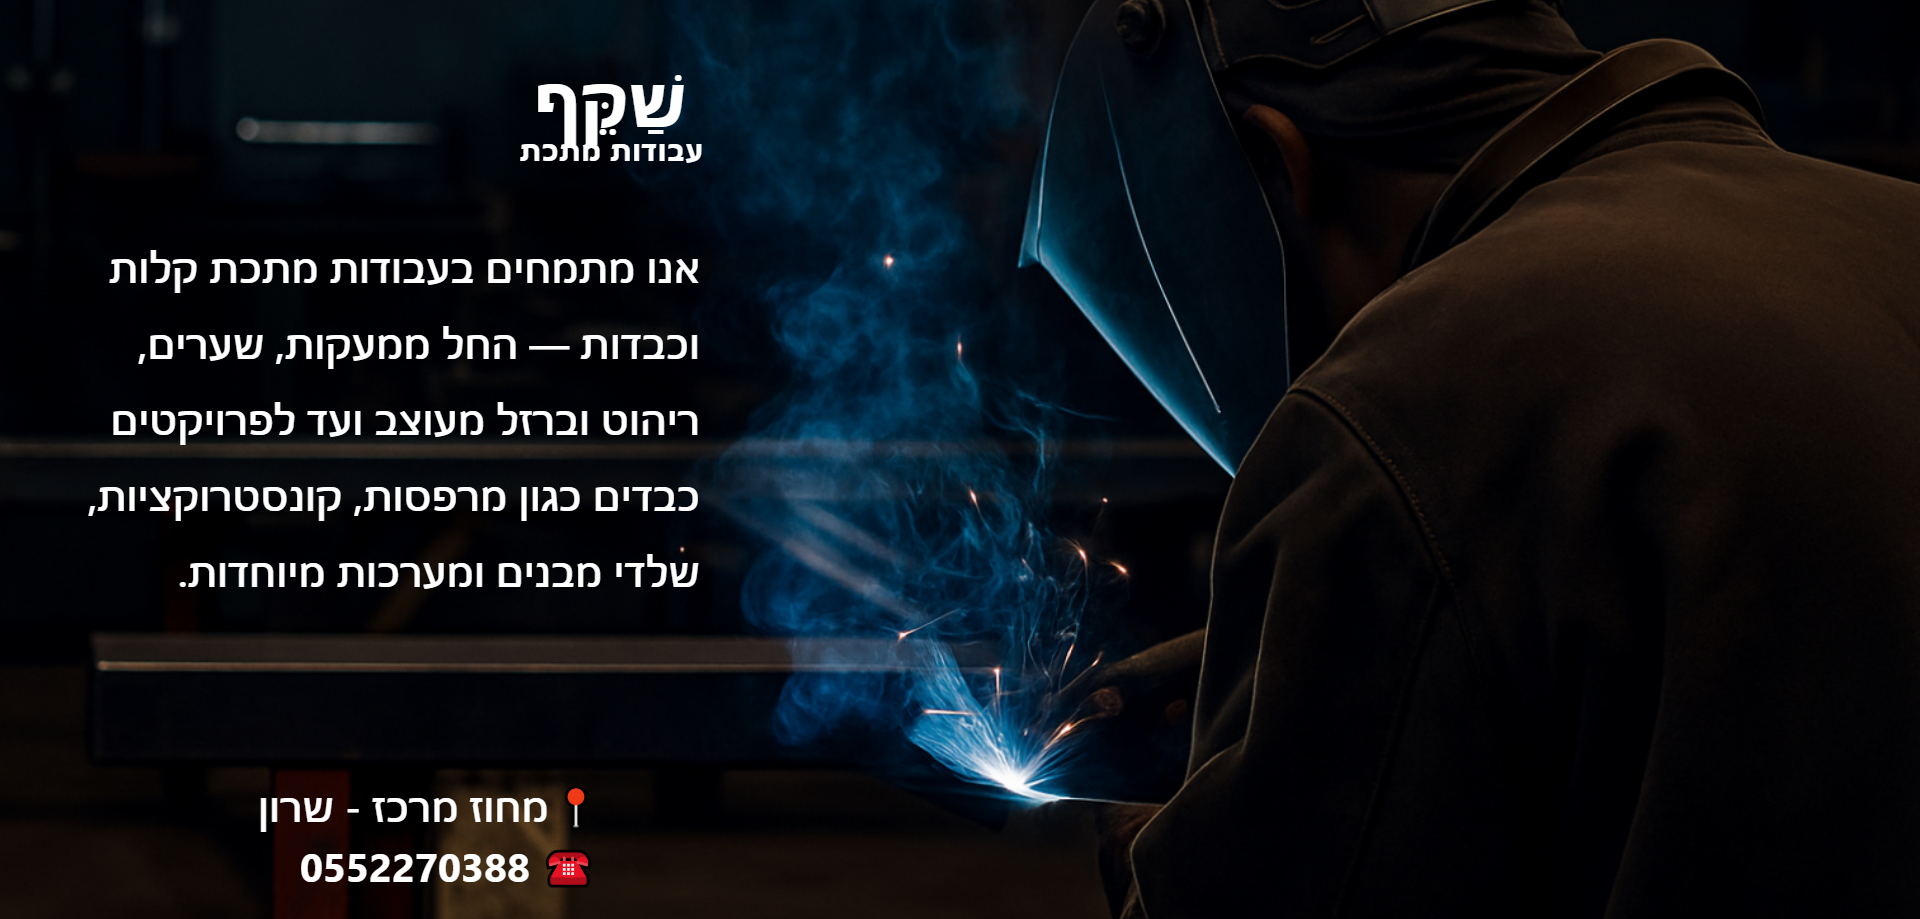 שַׁקֵּף
עבודות מתכת
אנו מתמחים בעבודות מתכת קלות
וכבדות — החל ממעקות, שערים,
ריהוט וברזל מעוצב ועד לפרויקטים
כבדים כגון מרפסות, קונסטרוקציות,
שלדי מבנים ומערכות מיוחדות.
📍 מחוז מרכז - שרון
☎️ 0552270388